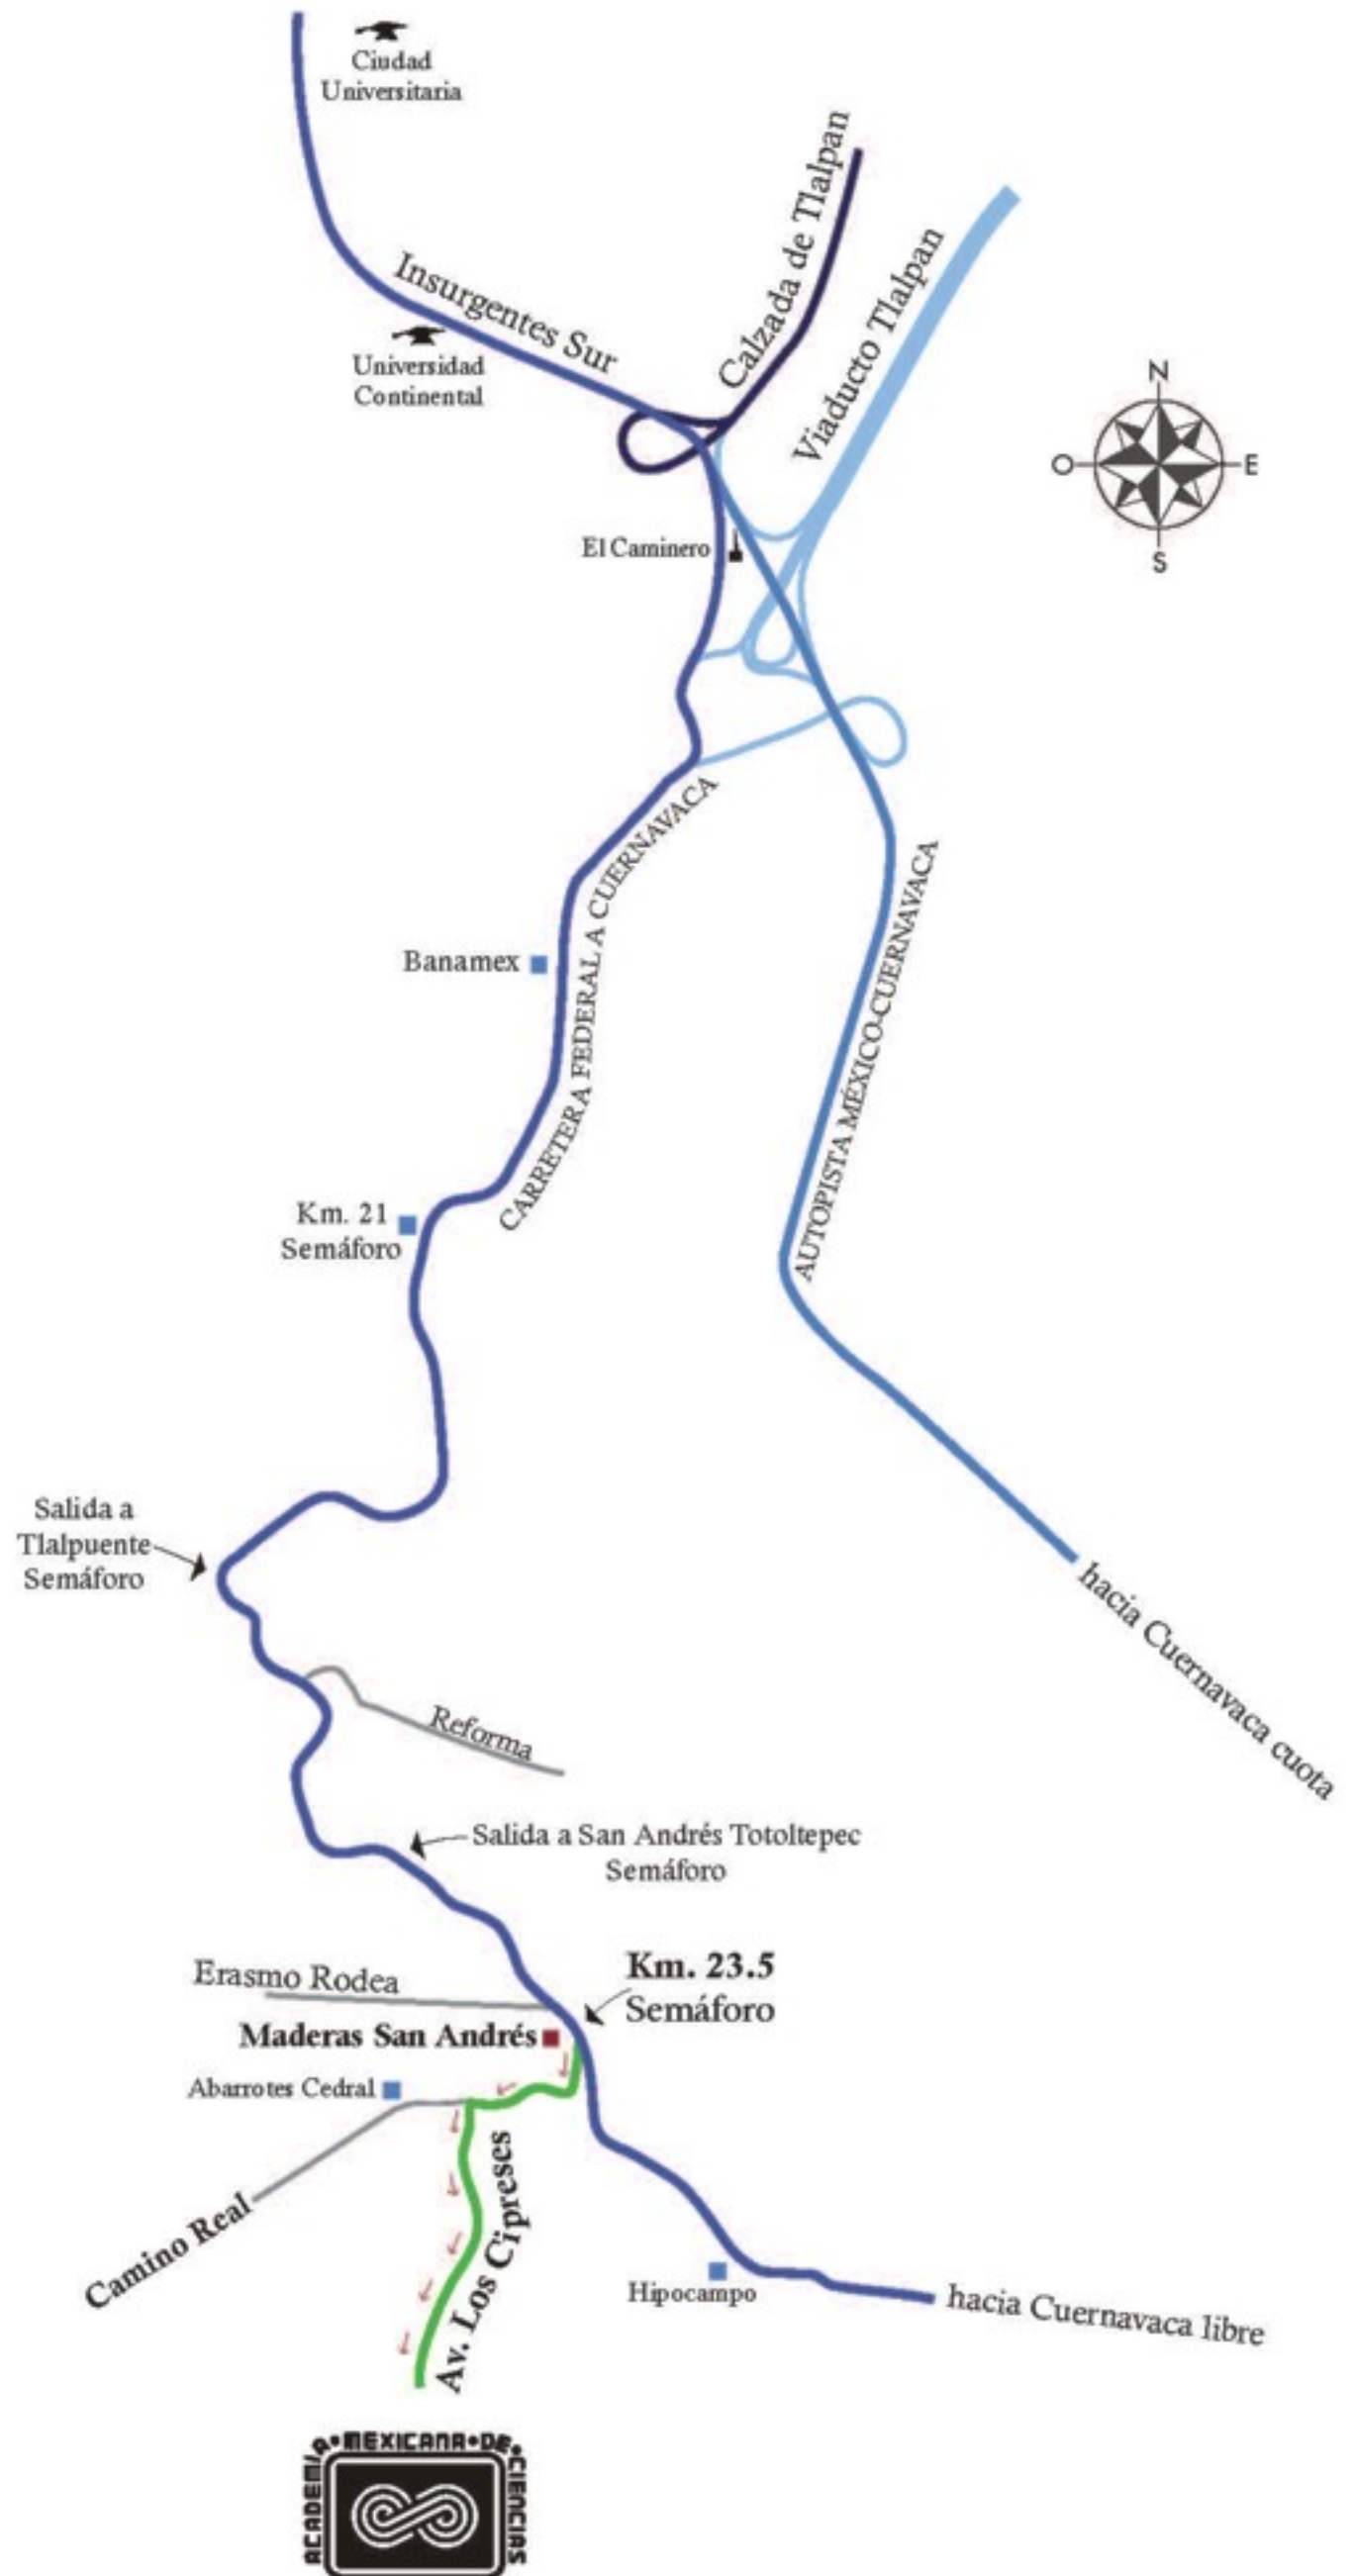 Ciudad
Universitaria
Calzada de Tlalpan
Viaducto Tlalpan
Insurgentes Sur
Universidad
Continental
N
O
E
S
El Caminero
CARRETERA FEDERAL A CUERNAVACA
AUTOPISTA MÉXICO-CUERNAVACA
Banamex
Km. 21
Semáforo
Salida a
Tlalpuente
Semáforo
hacia Cuernavaca cuota
Reforma
Salida a San Andrés Totoltepec
Semáforo
Erasmo Rodea
Km. 23.5
Semáforo
Maderas San Andrés
Abarrotes Cedral
Camino Real
Av. Los Cipreses
Hipocampo
hacia Cuernavaca libre
ACADEMIA•MEXICANA•DE•CIENCIAS